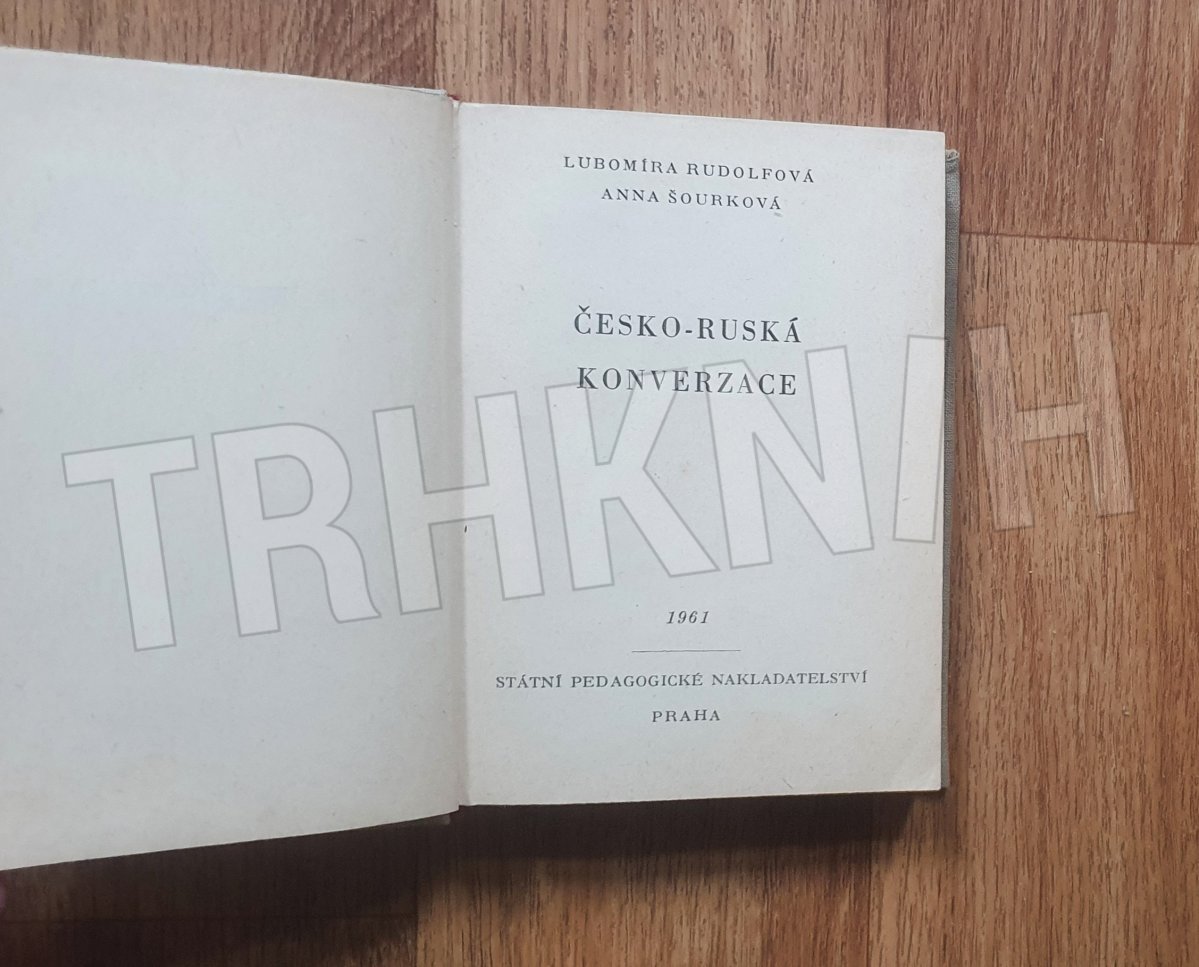 LUBOMÍRA RUDOLFOVÁ
ANNA ŠOURKOVÁ
ČESKO-RUSKÁ
KONVERZACE
TRHKNIH
1961
STÁTNÍ PEDAGOGICKÉ NAKLADATELSTVÍ
PRAHA